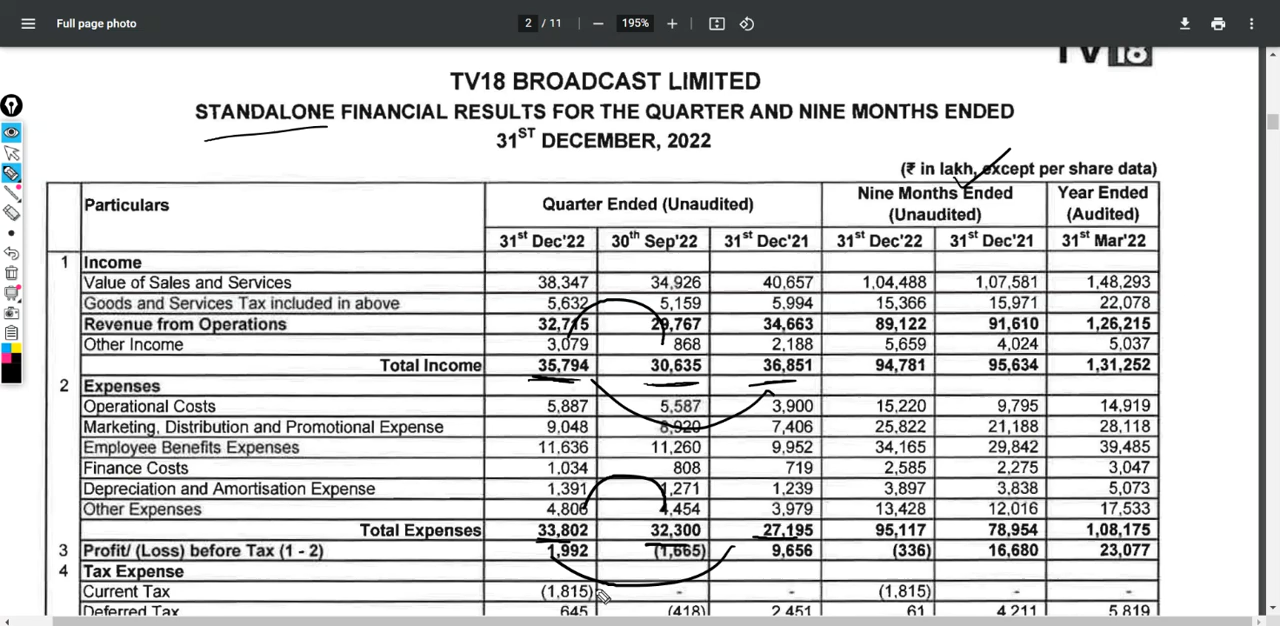 Full page photo 2 / 11 195%
TV18
TV18 BROADCAST LIMITED
STANDALONE FINANCIAL RESULTS FOR THE QUARTER AND NINE MONTHS ENDED
31ST DECEMBER, 2022
(₹ in lakh, except per share data)
Particulars Quarter Ended (Unaudited) Nine Months Ended (Unaudited) Year Ended (Audited)
31st Dec'22 30th Sep'22 31st Dec'21 31st Dec'22 31st Dec'21 31st Mar'22
1 Income
Value of Sales and Services 38,347 34,926 40,657 1,04,488 1,07,581 1,48,293
Goods and Services Tax included in above 5,632 5,159 5,994 15,366 15,971 22,078
Revenue from Operations 32,715 29,767 34,663 89,122 91,610 1,26,215
Other Income 3,079 868 2,188 5,659 4,024 5,037
Total Income 35,794 30,635 36,851 94,781 95,634 1,31,252
2 Expenses
Operational Costs 5,887 5,587 3,900 15,220 9,795 14,919
Marketing, Distribution and Promotional Expense 9,048 8,920 7,406 25,822 21,188 28,118
Employee Benefits Expenses 11,636 11,260 9,952 34,165 29,842 39,485
Finance Costs 1,034 808 719 2,585 2,275 3,047
Depreciation and Amortisation Expense 1,391 1,271 1,239 3,897 3,838 5,073
Other Expenses 4,806 4,454 3,979 13,428 12,016 17,533
Total Expenses 33,802 32,300 27,195 95,117 78,954 1,08,175
3 Profit/ (Loss) before Tax (1 - 2) 1,992 (1,665) 9,656 (336) 16,680 23,077
4 Tax Expense
Current Tax (1,815) - - (1,815) - -
Deferred Tax 645 (418) 2,451 61 4,211 5,819